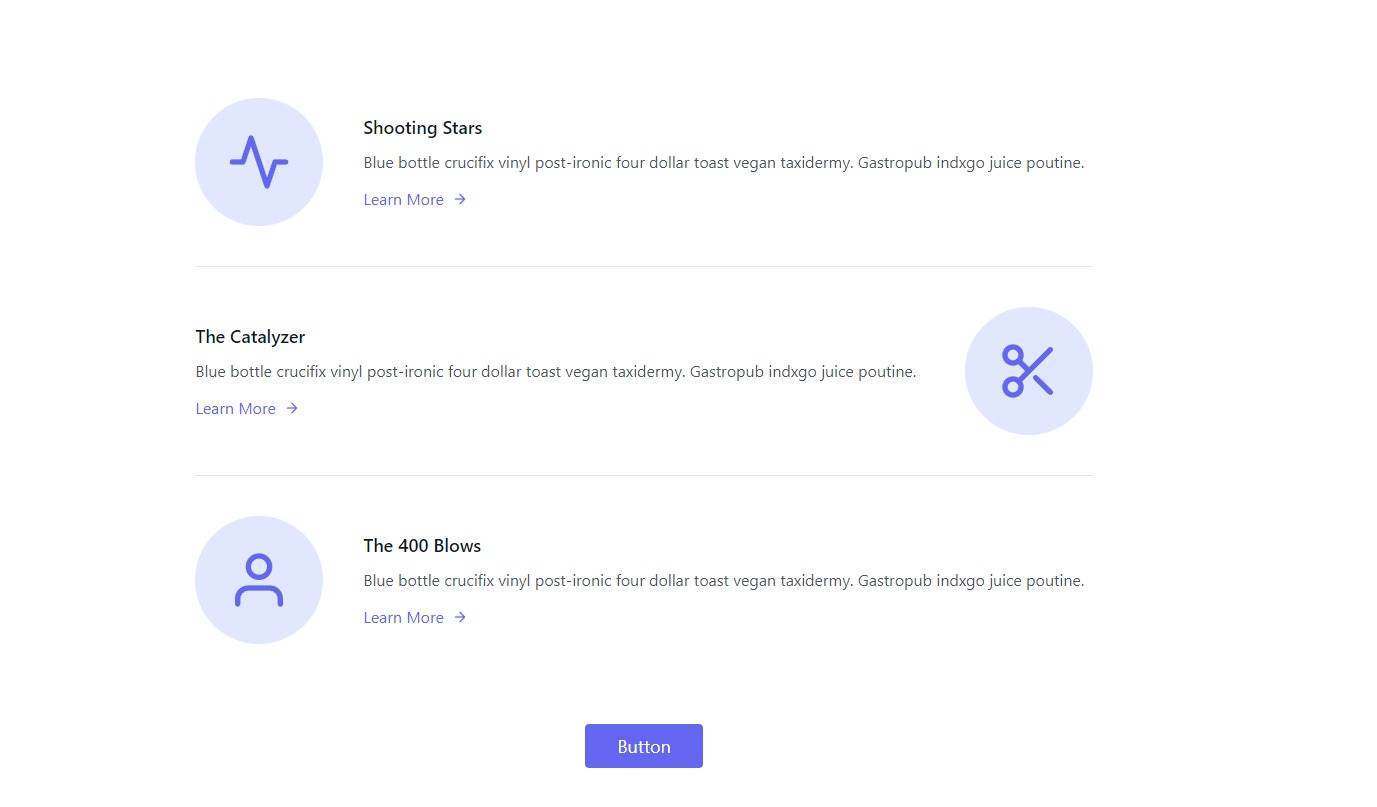 Shooting Stars
Blue bottle crucifix vinyl post-ironic four dollar toast vegan taxidermy. Gastropub indxgo juice poutine.
Learn More
The Catalyzer
Blue bottle crucifix vinyl post-ironic four dollar toast vegan taxidermy. Gastropub indxgo juice poutine.
Learn More
The 400 Blows
Blue bottle crucifix vinyl post-ironic four dollar toast vegan taxidermy. Gastropub indxgo juice poutine.
Learn More
Button